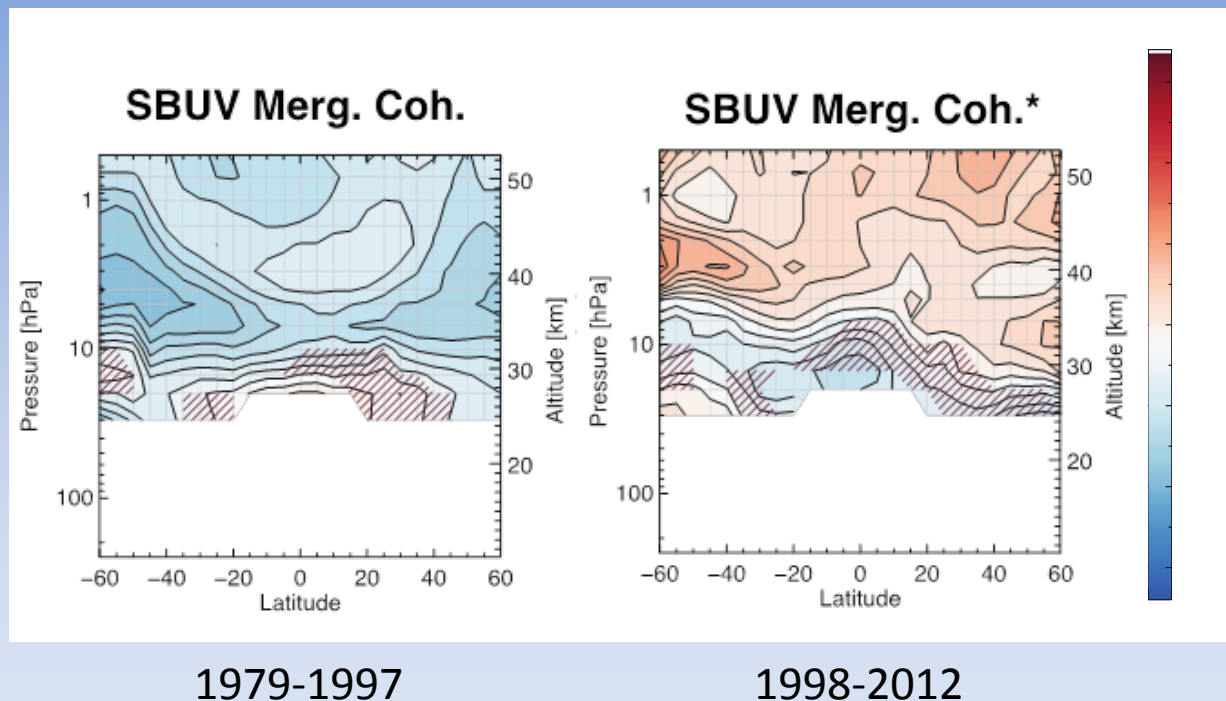 SBUV Merg. Coh.
SBUV Merg. Coh.*
Pressure [hPa]
1
10
100
50
40
30
20
Altitude [km]
−60 −40 −20 0 20 40 60
Latitude
Pressure [hPa]
1
10
100
50
40
30
20
Altitude [km]
−60 −40 −20 0 20 40 60
Latitude
1979-1997
1998-2012